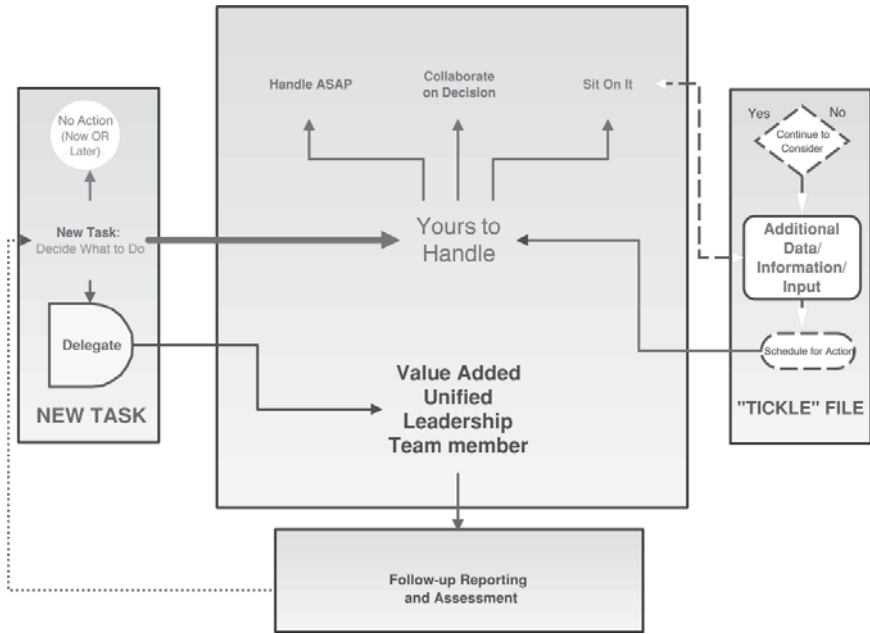 No Action
(Now OR
Later)
New Task:
Decide What to Do
Delegate
NEW TASK
Handle ASAP
Collaborate
on Decision
Sit On It
Yours to
Handle
Value Added
Unified
Leadership
Team member
Yes
No
Continue to
Consider
Additional
Data/
Information/
Input
Schedule for Action
"TICKLE" FILE
Follow-up Reporting
and Assessment